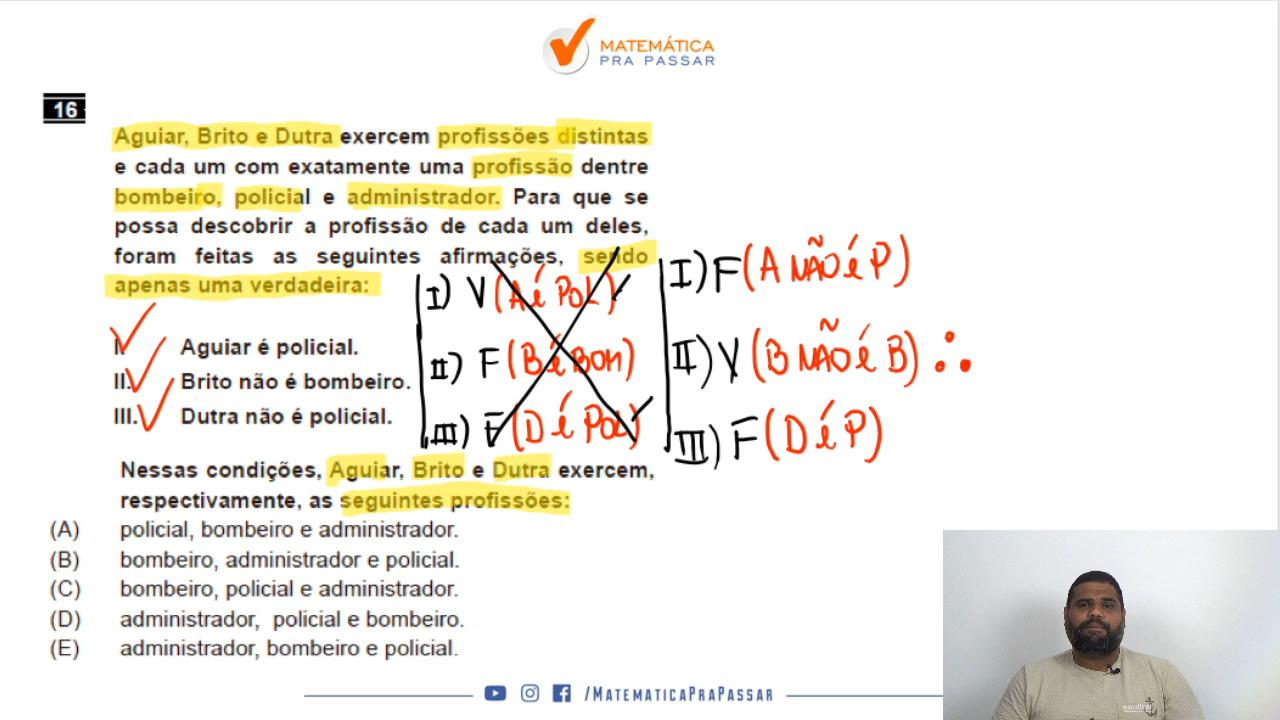 MATEMÁTICA
PRA PASSAR
16
Aguiar, Brito e Dutra exercem profissões distintas
e cada um com exatamente uma profissão dentre
bombeiro, policial e administrador. Para que se
possa descobrir a profissão de cada um deles,
foram feitas as seguintes afirmações, sendo
apenas uma verdadeira:
I. Aguiar é policial.
II. Brito não é bombeiro.
III. Dutra não é policial.
I) V (A é POL)
II) F (B é BOM)
III) F (D é POL)
I) F (A NÃO é P)
II) V (B NÃO é B) ∴
III) F (D é P)
Nessas condições, Aguiar, Brito e Dutra exercem,
respectivamente, as seguintes profissões:
(A) policial, bombeiro e administrador.
(B) bombeiro, administrador e policial.
(C) bombeiro, policial e administrador.
(D) administrador, policial e bombeiro.
(E) administrador, bombeiro e policial.
nautical
/MATEMATICAPRAPASSAR